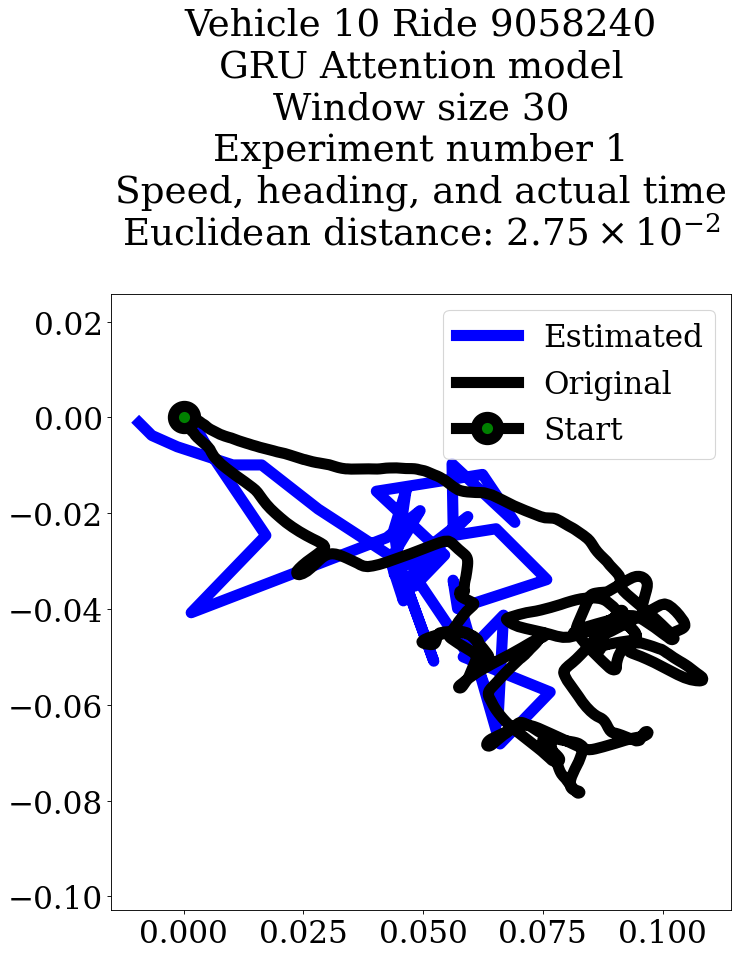 Vehicle 10 Ride 9058240
GRU Attention model
Window size 30
Experiment number 1
Speed, heading, and actual time
Euclidean distance: 2.75 × 10⁻²
Estimated
Original
Start
0.02
0.00
−0.02
−0.04
−0.06
−0.08
−0.10
0.000 0.025 0.050 0.075 0.100